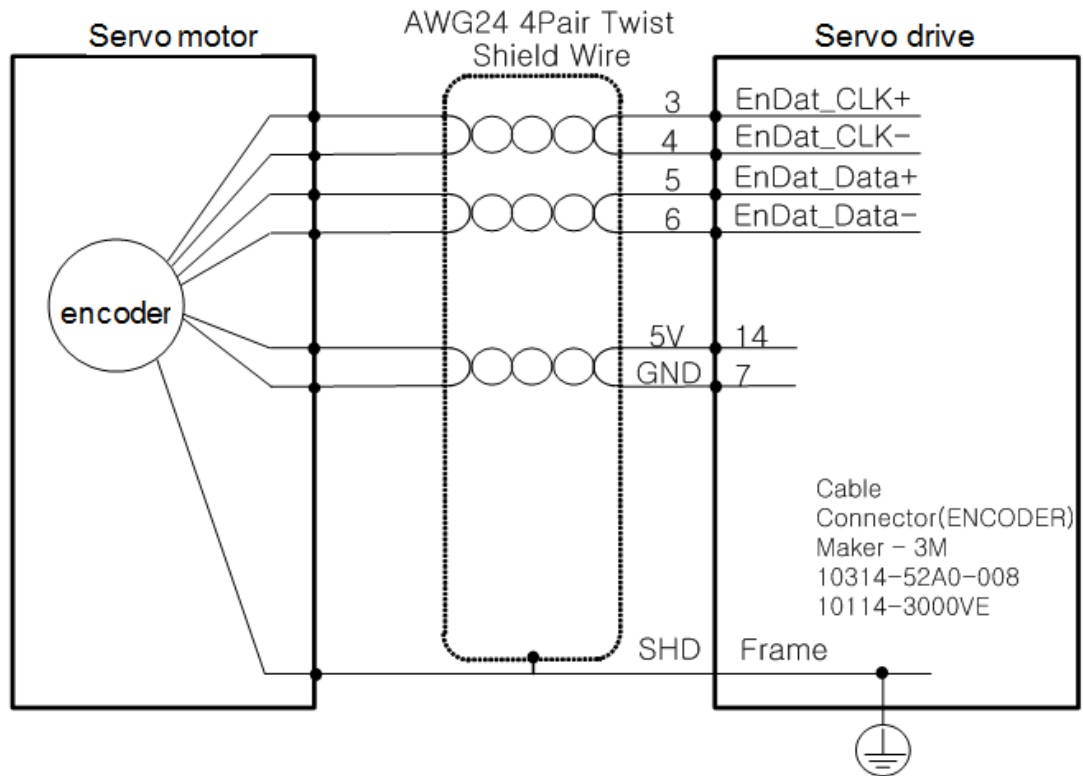 Servo motor
AWG24 4Pair Twist
Shield Wire
Servo drive
3
EnDat_CLK+
4
EnDat_CLK-
5
EnDat_Data+
6
EnDat_Data-
encoder
5V
14
GND
7
Cable
Connector(ENCODER)
Maker - 3M
10314-52A0-008
10114-3000VE
SHD
Frame